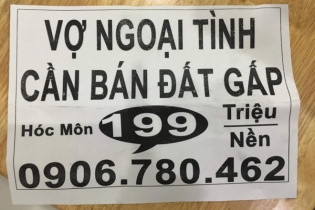 VỢ NGOẠI TÌNH
CẦN BÁN ĐẤT GẤP
Hóc Môn 199 Triệu/Nền
0906.780.462